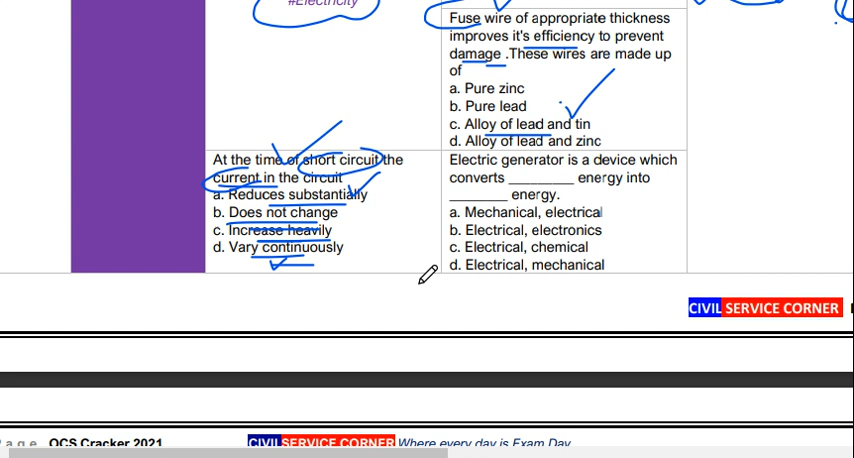 #Electricity
Fuse wire of appropriate thickness
improves it's efficiency to prevent
damage .These wires are made up
of
a. Pure zinc
b. Pure lead
c. Alloy of lead and tin
d. Alloy of lead and zinc
At the time of short circuit the
current in the circuit
a. Reduces substantially
b. Does not change
c. Increase heavily
d. Vary continuously
Electric generator is a device which
converts ________ energy into
________ energy.
a. Mechanical, electrical
b. Electrical, electronics
c. Electrical, chemical
d. Electrical, mechanical
CIVIL SERVICE CORNER
a g e OCS Cracker 2021 CIVIL SERVICE CORNER Where every day is Exam Day